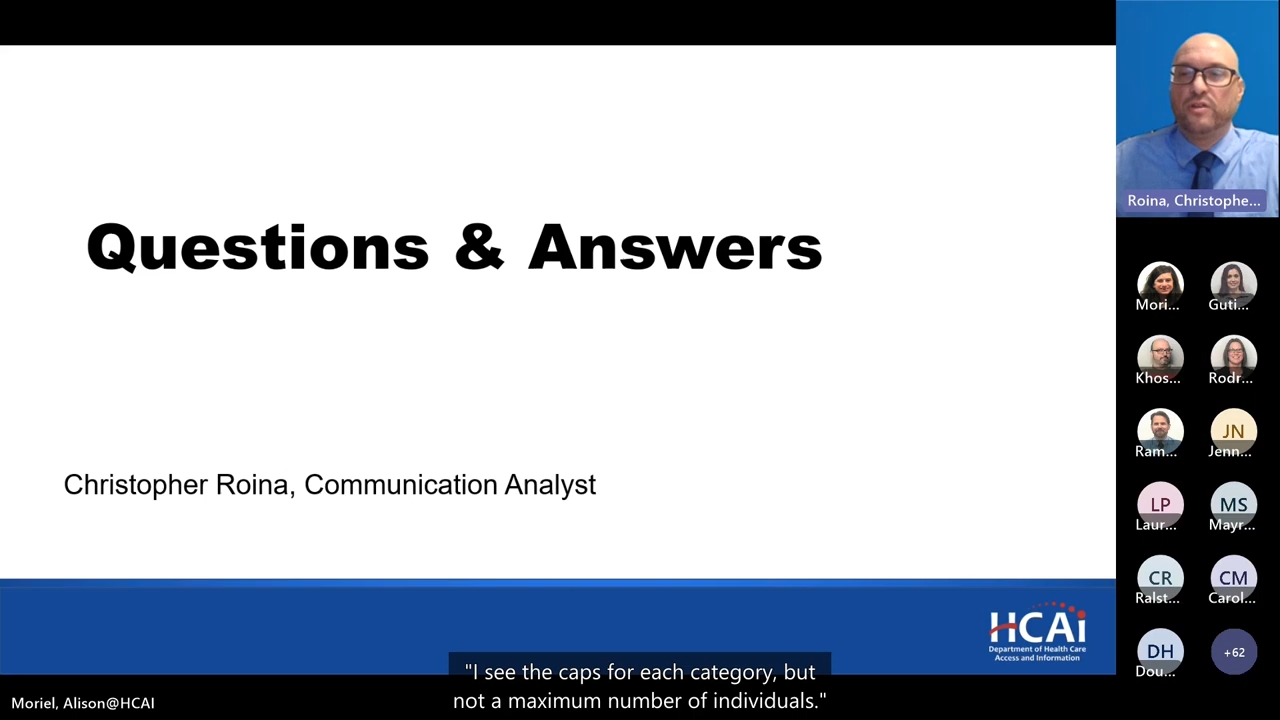 Questions & Answers
Christopher Roina, Communication Analyst
HCAi
Department of Health Care
Access and Information
"I see the caps for each category, but
not a maximum number of individuals."
Moriel, Alison@HCAI
Roina, Christophe...
Mori...
Guti...
Khos...
Rodr...
Ram...
JN
Jenn...
LP
Laur...
MS
Mayr...
CR
Ralst...
CM
Carol...
DH
Dou...
+62